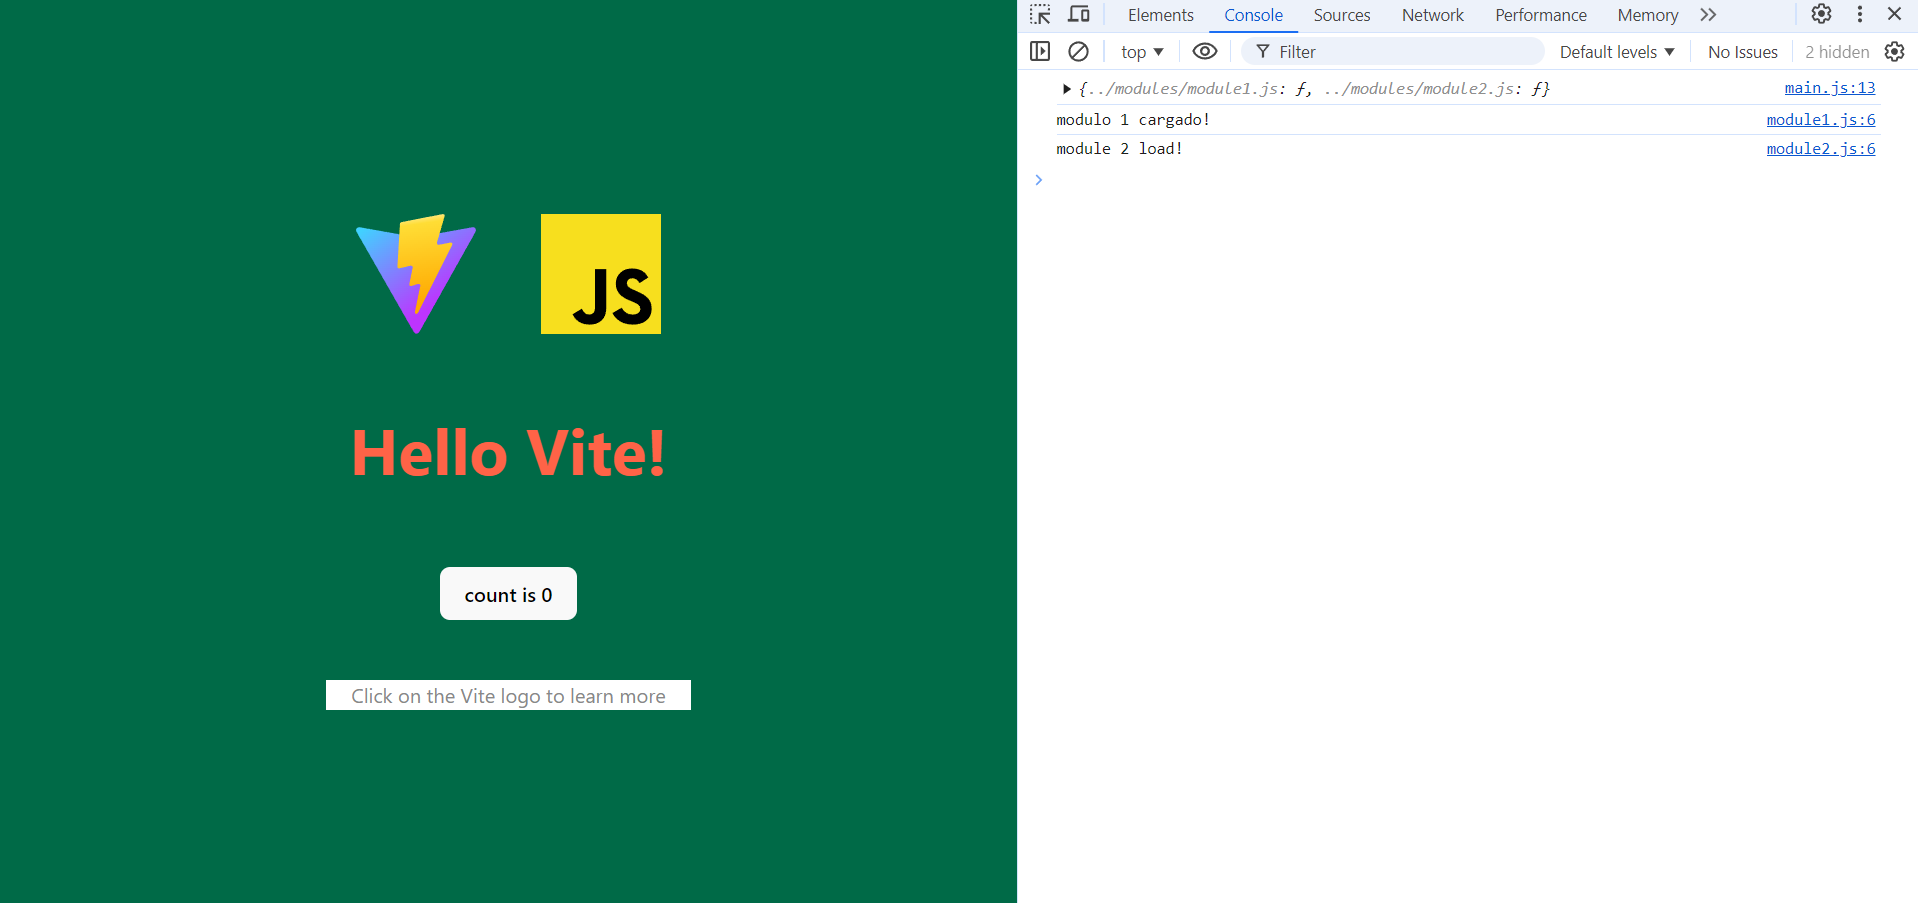 JS
Hello Vite!
count is 0
Click on the Vite logo to learn more
Elements Console Sources Network Performance Memory
top Filter Default levels No Issues 2 hidden
{../modules/module1.js: ƒ, ../modules/module2.js: ƒ} main.js:13
modulo 1 cargado! module1.js:6
module 2 load! module2.js:6